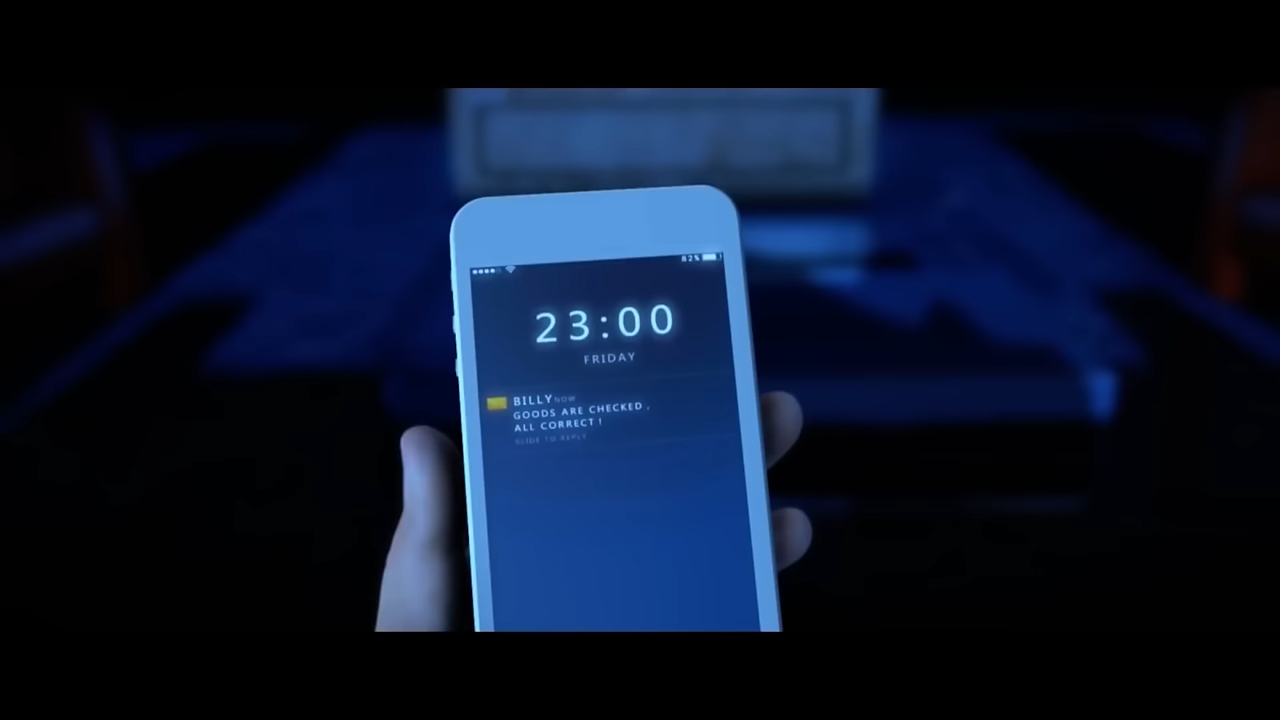 82%
23:00
FRIDAY
BILLY NOW
GOODS ARE CHECKED,
ALL CORRECT!
SLIDE TO REPLY